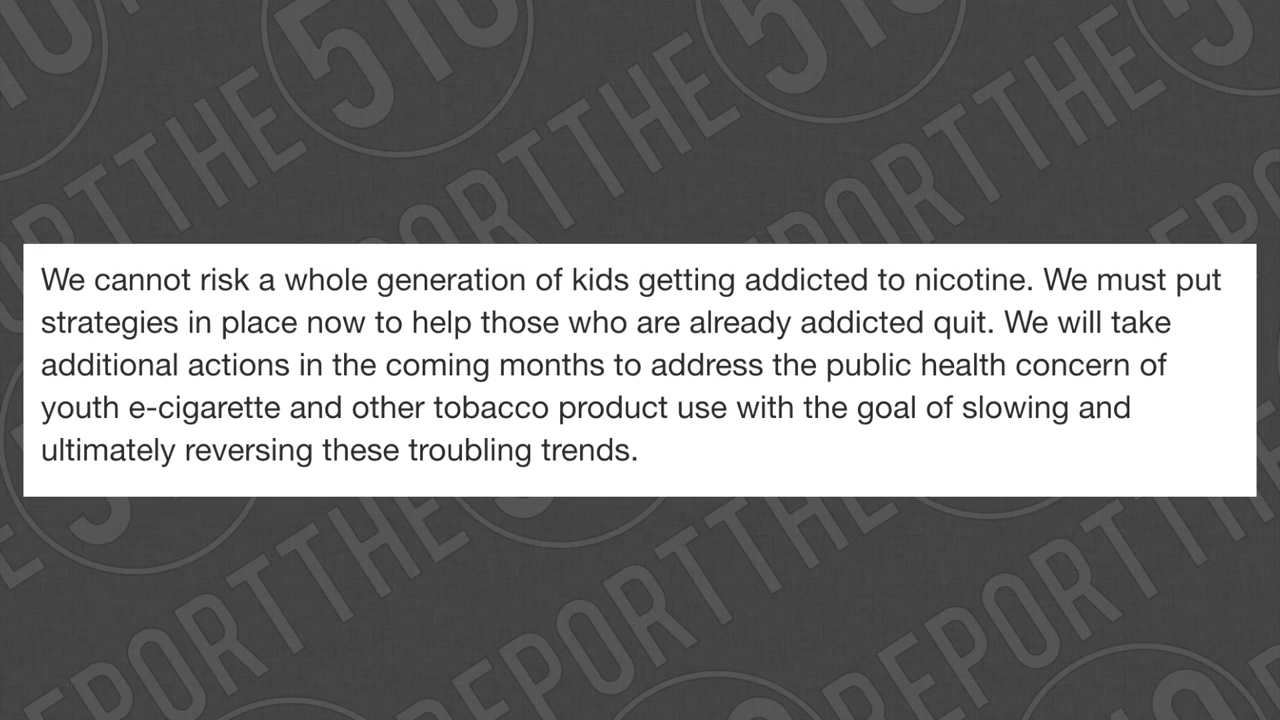 We cannot risk a whole generation of kids getting addicted to nicotine. We must put
strategies in place now to help those who are already addicted quit. We will take
additional actions in the coming months to address the public health concern of
youth e-cigarette and other tobacco product use with the goal of slowing and
ultimately reversing these troubling trends.
THE
510
REPORT